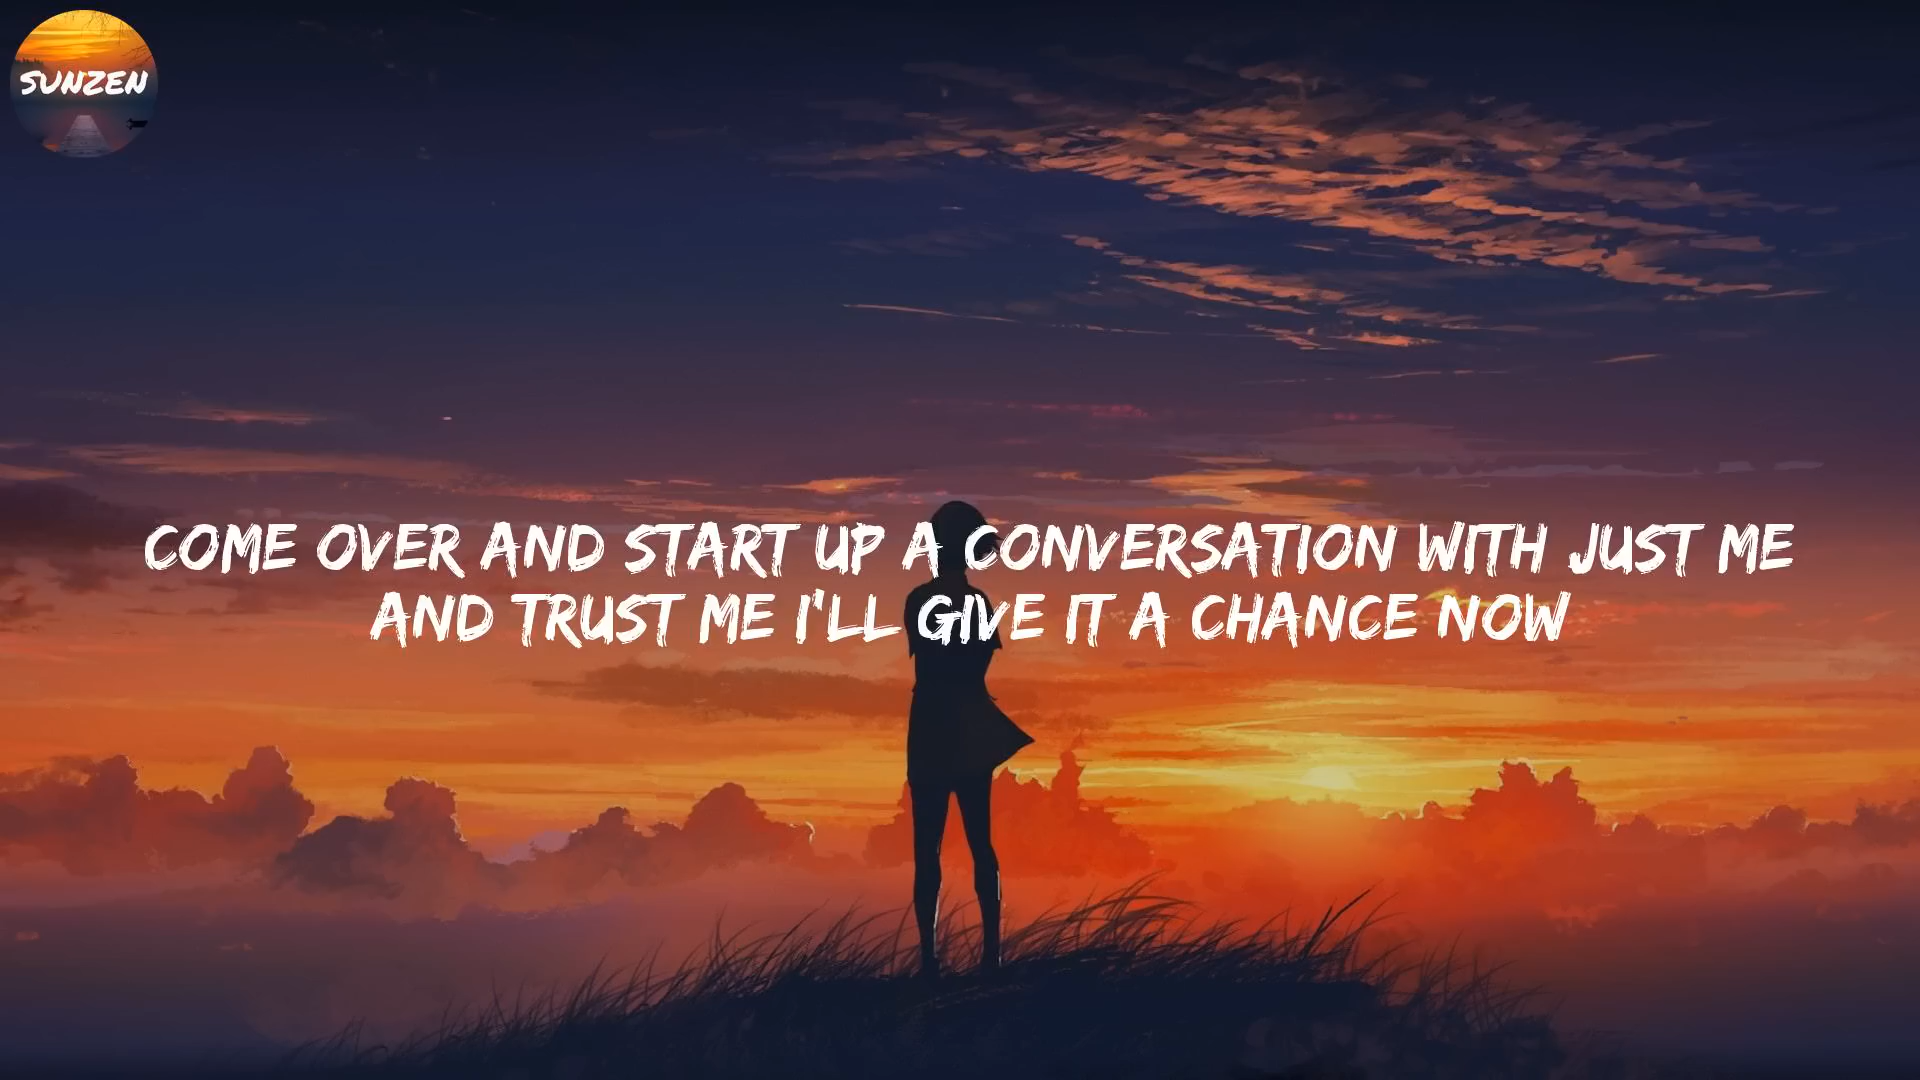 SUNZEN
COME OVER AND START UP A CONVERSATION WITH JUST ME
AND TRUST ME I'LL GIVE IT A CHANCE NOW